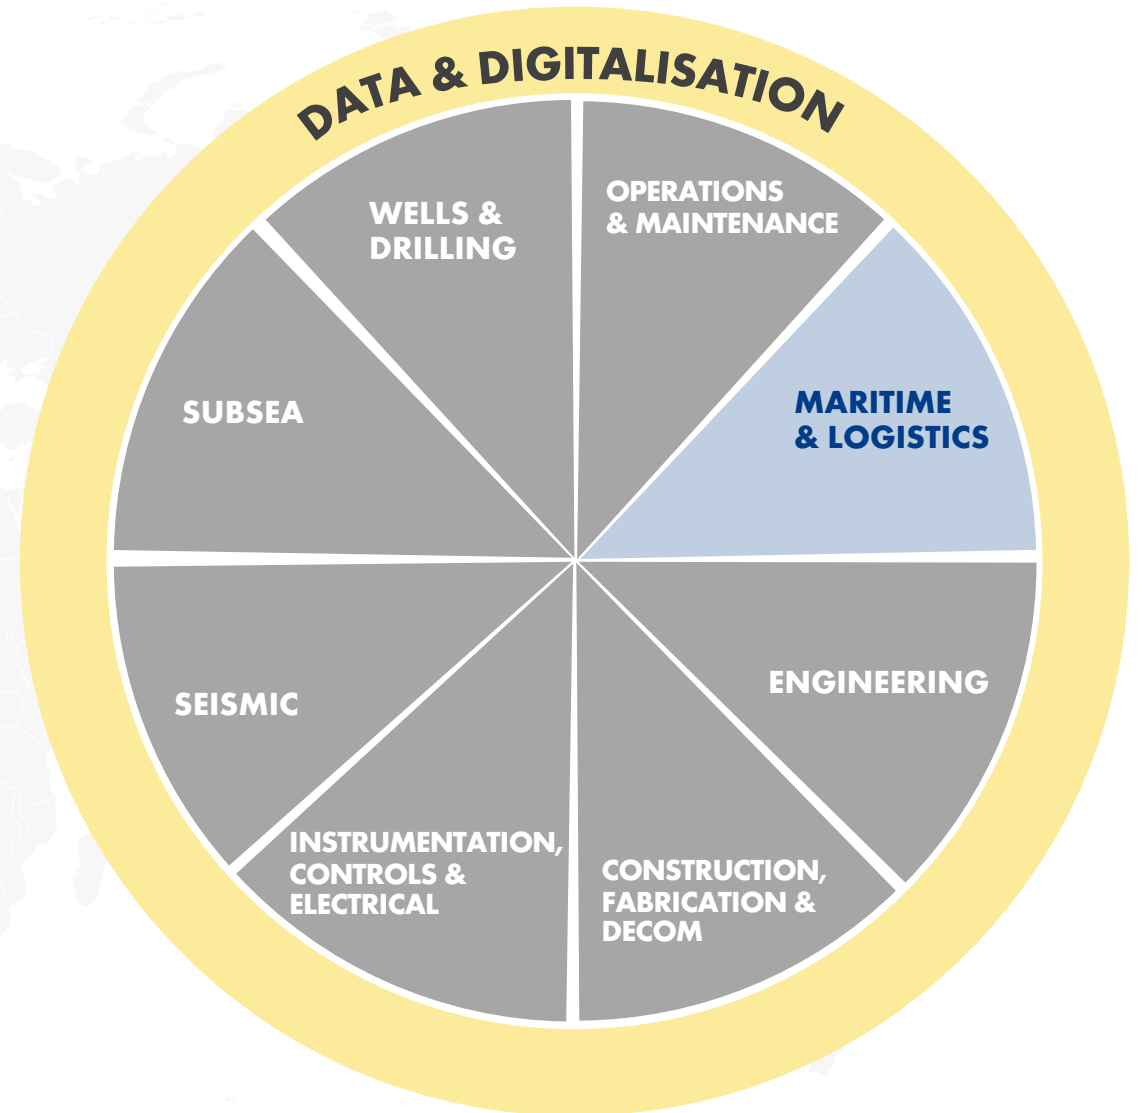 DATA & DIGITALISATION
WELLS &
DRILLING
OPERATIONS
& MAINTENANCE
SUBSEA
MARITIME
& LOGISTICS
SEISMIC
ENGINEERING
INSTRUMENTATION,
CONTROLS &
ELECTRICAL
CONSTRUCTION,
FABRICATION &
DECOM